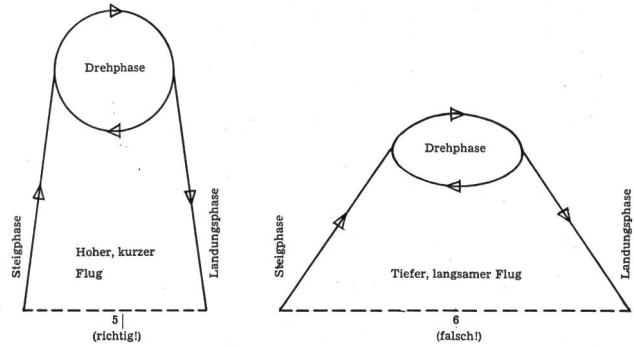 Drehphase
Steigphase
Hoher, kurzer
Flug
Landungsphase
5
(richtig!)
Drehphase
Steigphase
Tiefer, langsamer Flug
Landungsphase
6
(falsch!)